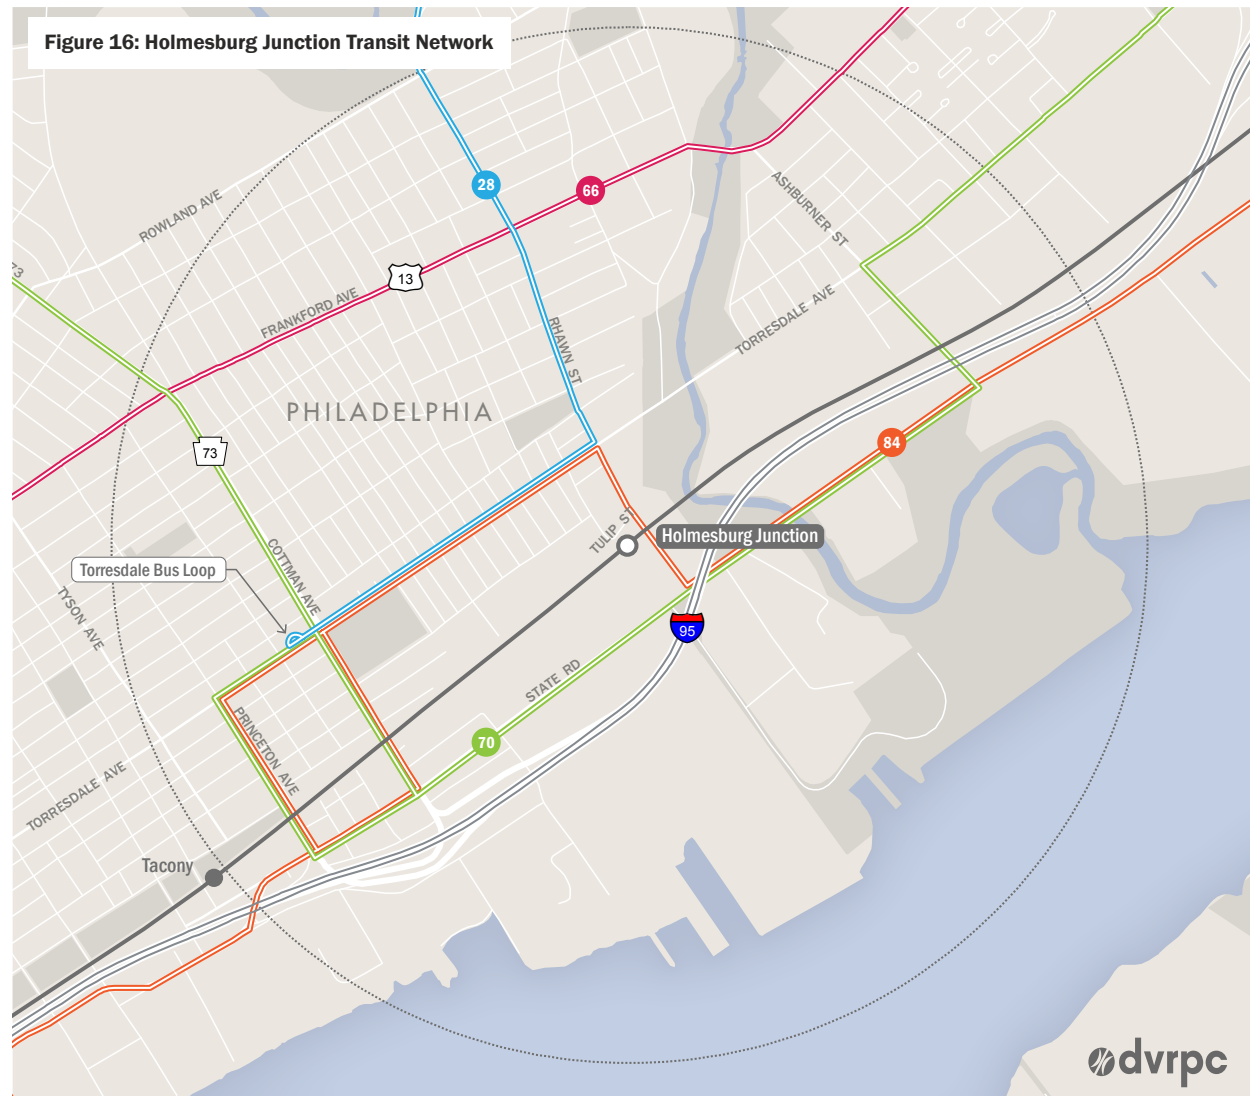 Figure 16: Holmesburg Junction Transit Network
ROWLAND AVE
28
66
ASHBURNER ST
73
13
FRANKFORD AVE
RHAWN ST
TORRESDALE AVE
PHILADELPHIA
73
84
TULIP ST
Holmesburg Junction
COTTMAN AVE
Torresdale Bus Loop
TYSON AVE
95
STATE RD
PRINCETON AVE
70
TORRESDALE AVE
Tacony
dvrpc